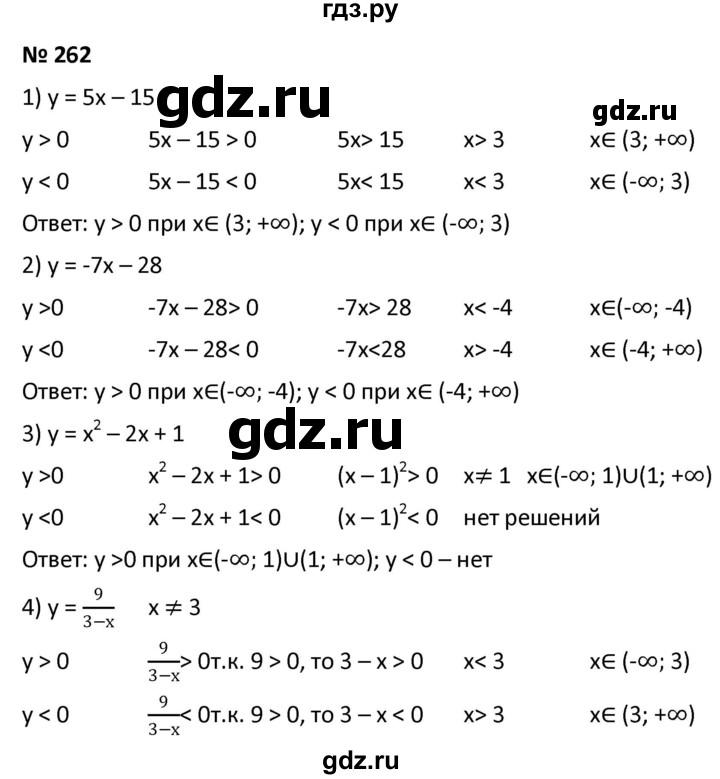 гдз.ру
№ 262
1) y = 5x – 15
gdz.ru
gdz.ru
y > 0 5x – 15 > 0 5x> 15 x> 3 x∈ (3; +∞)
y < 0 5x – 15 < 0 5x< 15 x< 3 x∈ (-∞; 3)
Ответ: y > 0 при x∈ (3; +∞); y < 0 при x∈ (-∞; 3)
2) y = -7x – 28
y >0 -7x – 28> 0 -7x> 28 x< -4 x∈(-∞; -4)
y <0 -7x – 28< 0 -7x<28 x> -4 x∈ (-4; +∞)
Ответ: y > 0 при x∈(-∞; -4); y < 0 при x∈ (-4; +∞)
3) y = x² – 2x + 1
gdz.ru
y >0 x² – 2x + 1> 0 (x – 1)²> 0 x≠ 1 x∈(-∞; 1)∪(1; +∞)
y <0 x² – 2x + 1< 0 (x – 1)²< 0 нет решений
Ответ: y >0 при x∈(-∞; 1)∪(1; +∞); y < 0 – нет
4) y = 9/(3−x) x ≠ 3
y > 0 9/(3−x)> 0т.к. 9 > 0, то 3 – x > 0 x< 3 x∈ (-∞; 3)
y < 0 9/(3−x)< 0т.к. 9 > 0, то 3 – x < 0 x> 3 x∈ (3; +∞)
gdz.ru